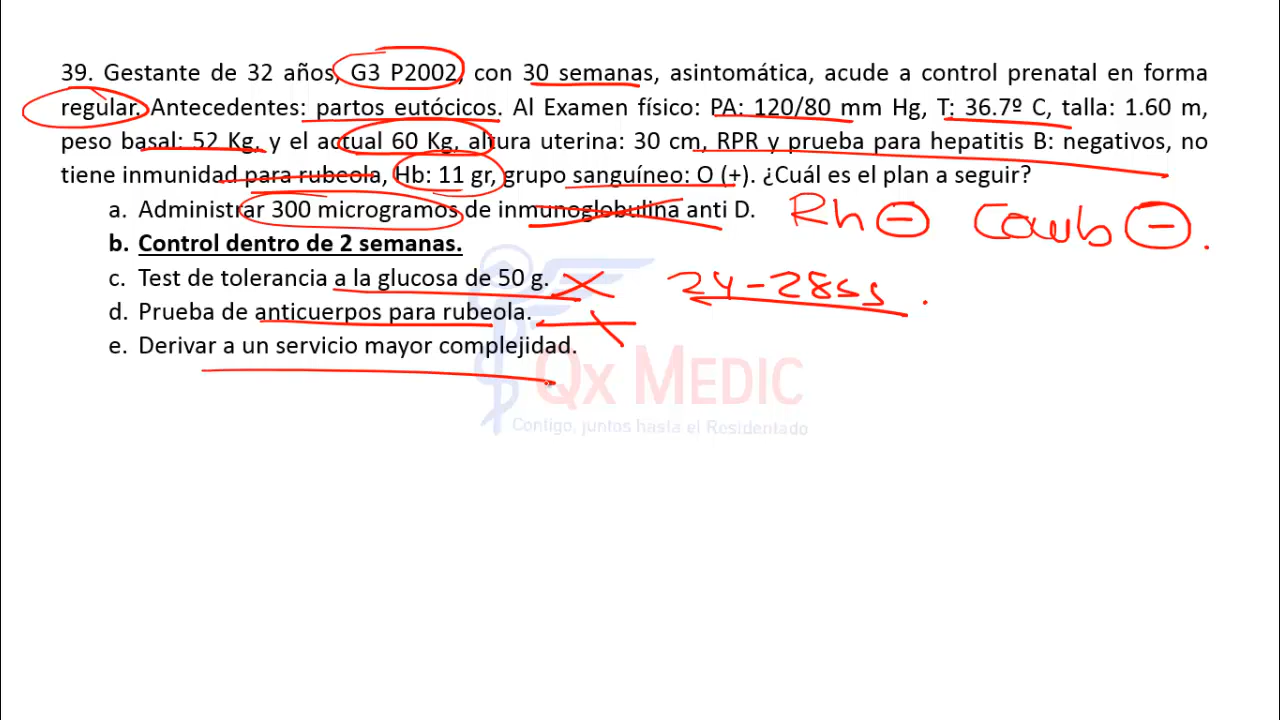 39. Gestante de 32 años, G3 P2002, con 30 semanas, asintomática, acude a control prenatal en forma
regular. Antecedentes: partos eutócicos. Al Examen físico: PA: 120/80 mm Hg, T: 36.7º C, talla: 1.60 m,
peso basal: 52 Kg, y el actual 60 Kg, altura uterina: 30 cm, RPR y prueba para hepatitis B: negativos, no
tiene inmunidad para rubeola, Hb: 11 gr, grupo sanguíneo: O (+). ¿Cuál es el plan a seguir?
a. Administrar 300 microgramos de inmunoglobulina anti D. Rh - Coomb -
b. Control dentro de 2 semanas.
c. Test de tolerancia a la glucosa de 50 g. 24-28ss
d. Prueba de anticuerpos para rubeola.
e. Derivar a un servicio mayor complejidad.
Qx MEDIC
Contigo, juntos hasta el Residentado